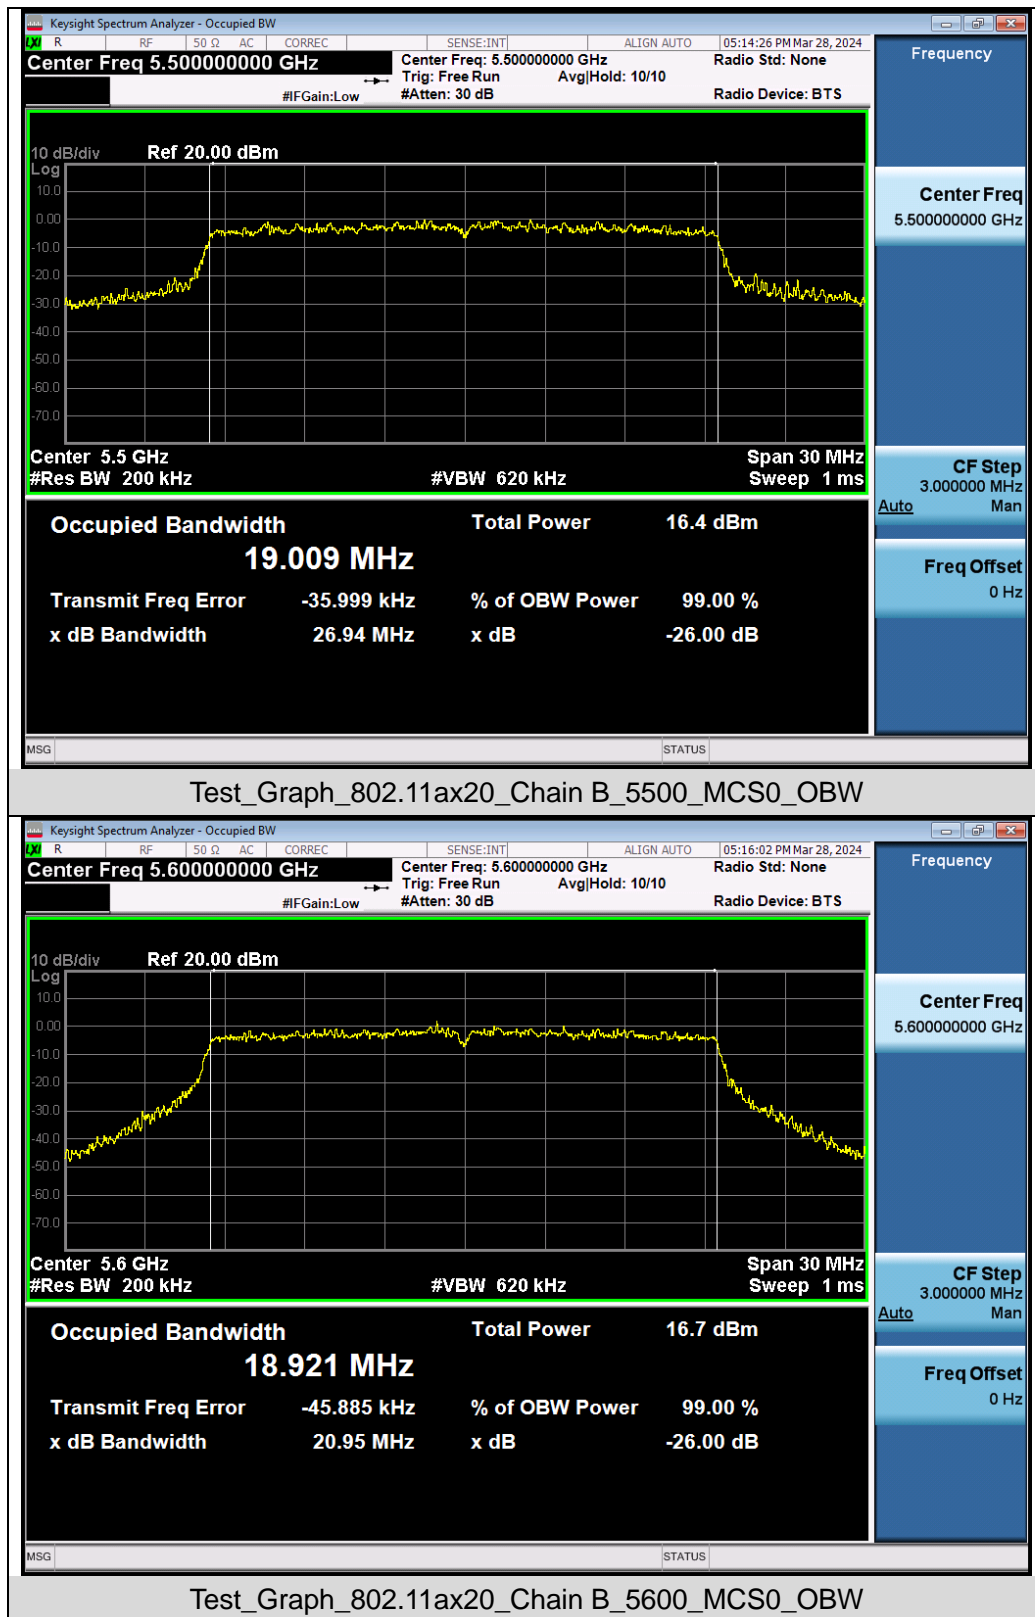 Keysight Spectrum Analyzer - Occupied BW
LXI R RF 50 Ω AC CORREC SENSE:INT ALIGN AUTO 05:14:26 PM Mar 28, 2024
Center Freq 5.500000000 GHz
Center Freq: 5.500000000 GHz
Radio Std: None
Trig: Free Run Avg|Hold: 10/10
#IFGain:Low
#Atten: 30 dB
Radio Device: BTS
Frequency
10 dB/div Ref 20.00 dBm
Log
10.0
0.00
-10.0
-20.0
-30.0
-40.0
-50.0
-60.0
-70.0
Center Freq
5.500000000 GHz
Center 5.5 GHz Span 30 MHz
#Res BW 200 kHz #VBW 620 kHz Sweep 1 ms
CF Step
3.000000 MHz
Auto Man
Occupied Bandwidth Total Power 16.4 dBm
19.009 MHz
Transmit Freq Error -35.999 kHz % of OBW Power 99.00 %
x dB Bandwidth 26.94 MHz x dB -26.00 dB
Freq Offset
0 Hz
MSG STATUS
Test_Graph_802.11ax20_Chain B_5500_MCS0_OBW
Keysight Spectrum Analyzer - Occupied BW
LXI R RF 50 Ω AC CORREC SENSE:INT ALIGN AUTO 05:16:02 PM Mar 28, 2024
Center Freq 5.600000000 GHz
Center Freq: 5.600000000 GHz
Radio Std: None
Trig: Free Run Avg|Hold: 10/10
#IFGain:Low
#Atten: 30 dB
Radio Device: BTS
Frequency
10 dB/div Ref 20.00 dBm
Log
10.0
0.00
-10.0
-20.0
-30.0
-40.0
-50.0
-60.0
-70.0
Center Freq
5.600000000 GHz
Center 5.6 GHz Span 30 MHz
#Res BW 200 kHz #VBW 620 kHz Sweep 1 ms
CF Step
3.000000 MHz
Auto Man
Occupied Bandwidth Total Power 16.7 dBm
18.921 MHz
Transmit Freq Error -45.885 kHz % of OBW Power 99.00 %
x dB Bandwidth 20.95 MHz x dB -26.00 dB
Freq Offset
0 Hz
MSG STATUS
Test_Graph_802.11ax20_Chain B_5600_MCS0_OBW